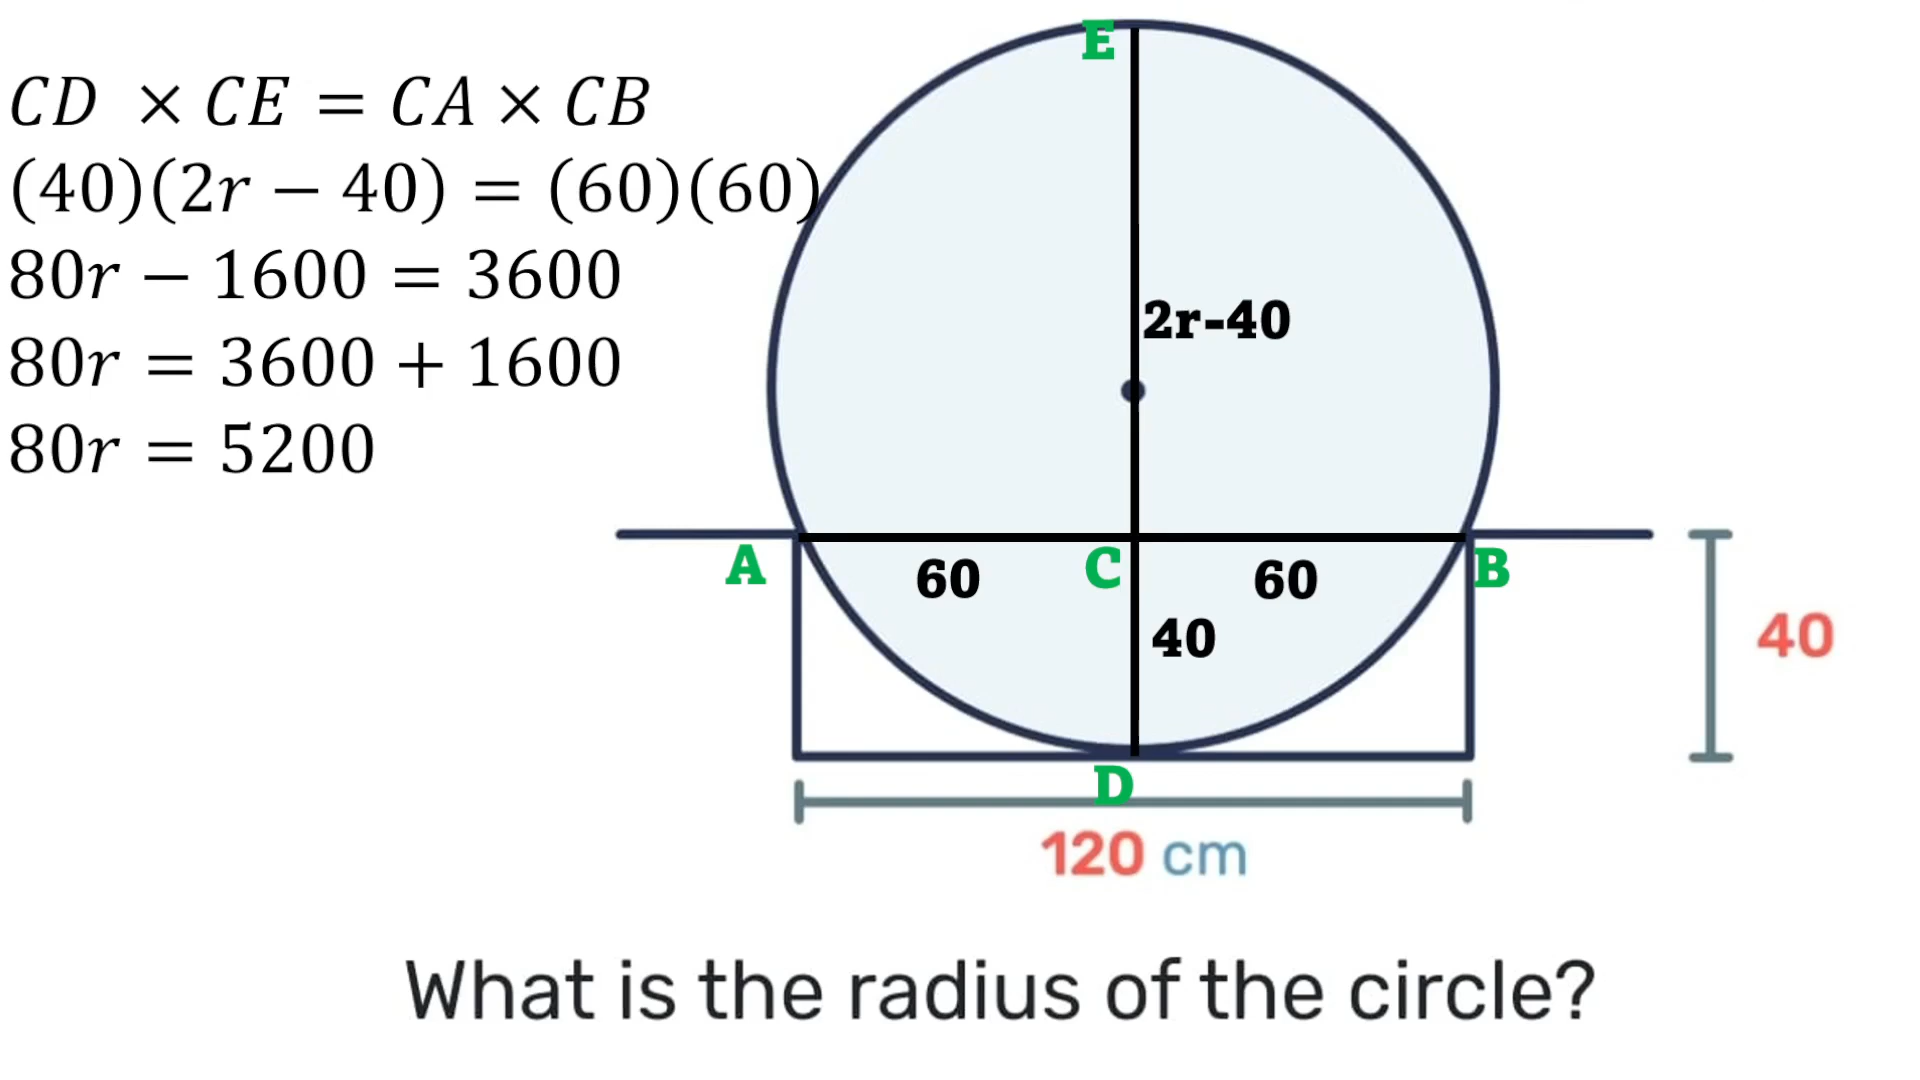 CD × CE = CA × CB
(40)(2r − 40) = (60)(60)
80r − 1600 = 3600
80r = 3600 + 1600
80r = 5200
E
2r-40
A
C
B
60
60
40
40
D
120 cm
What is the radius of the circle?